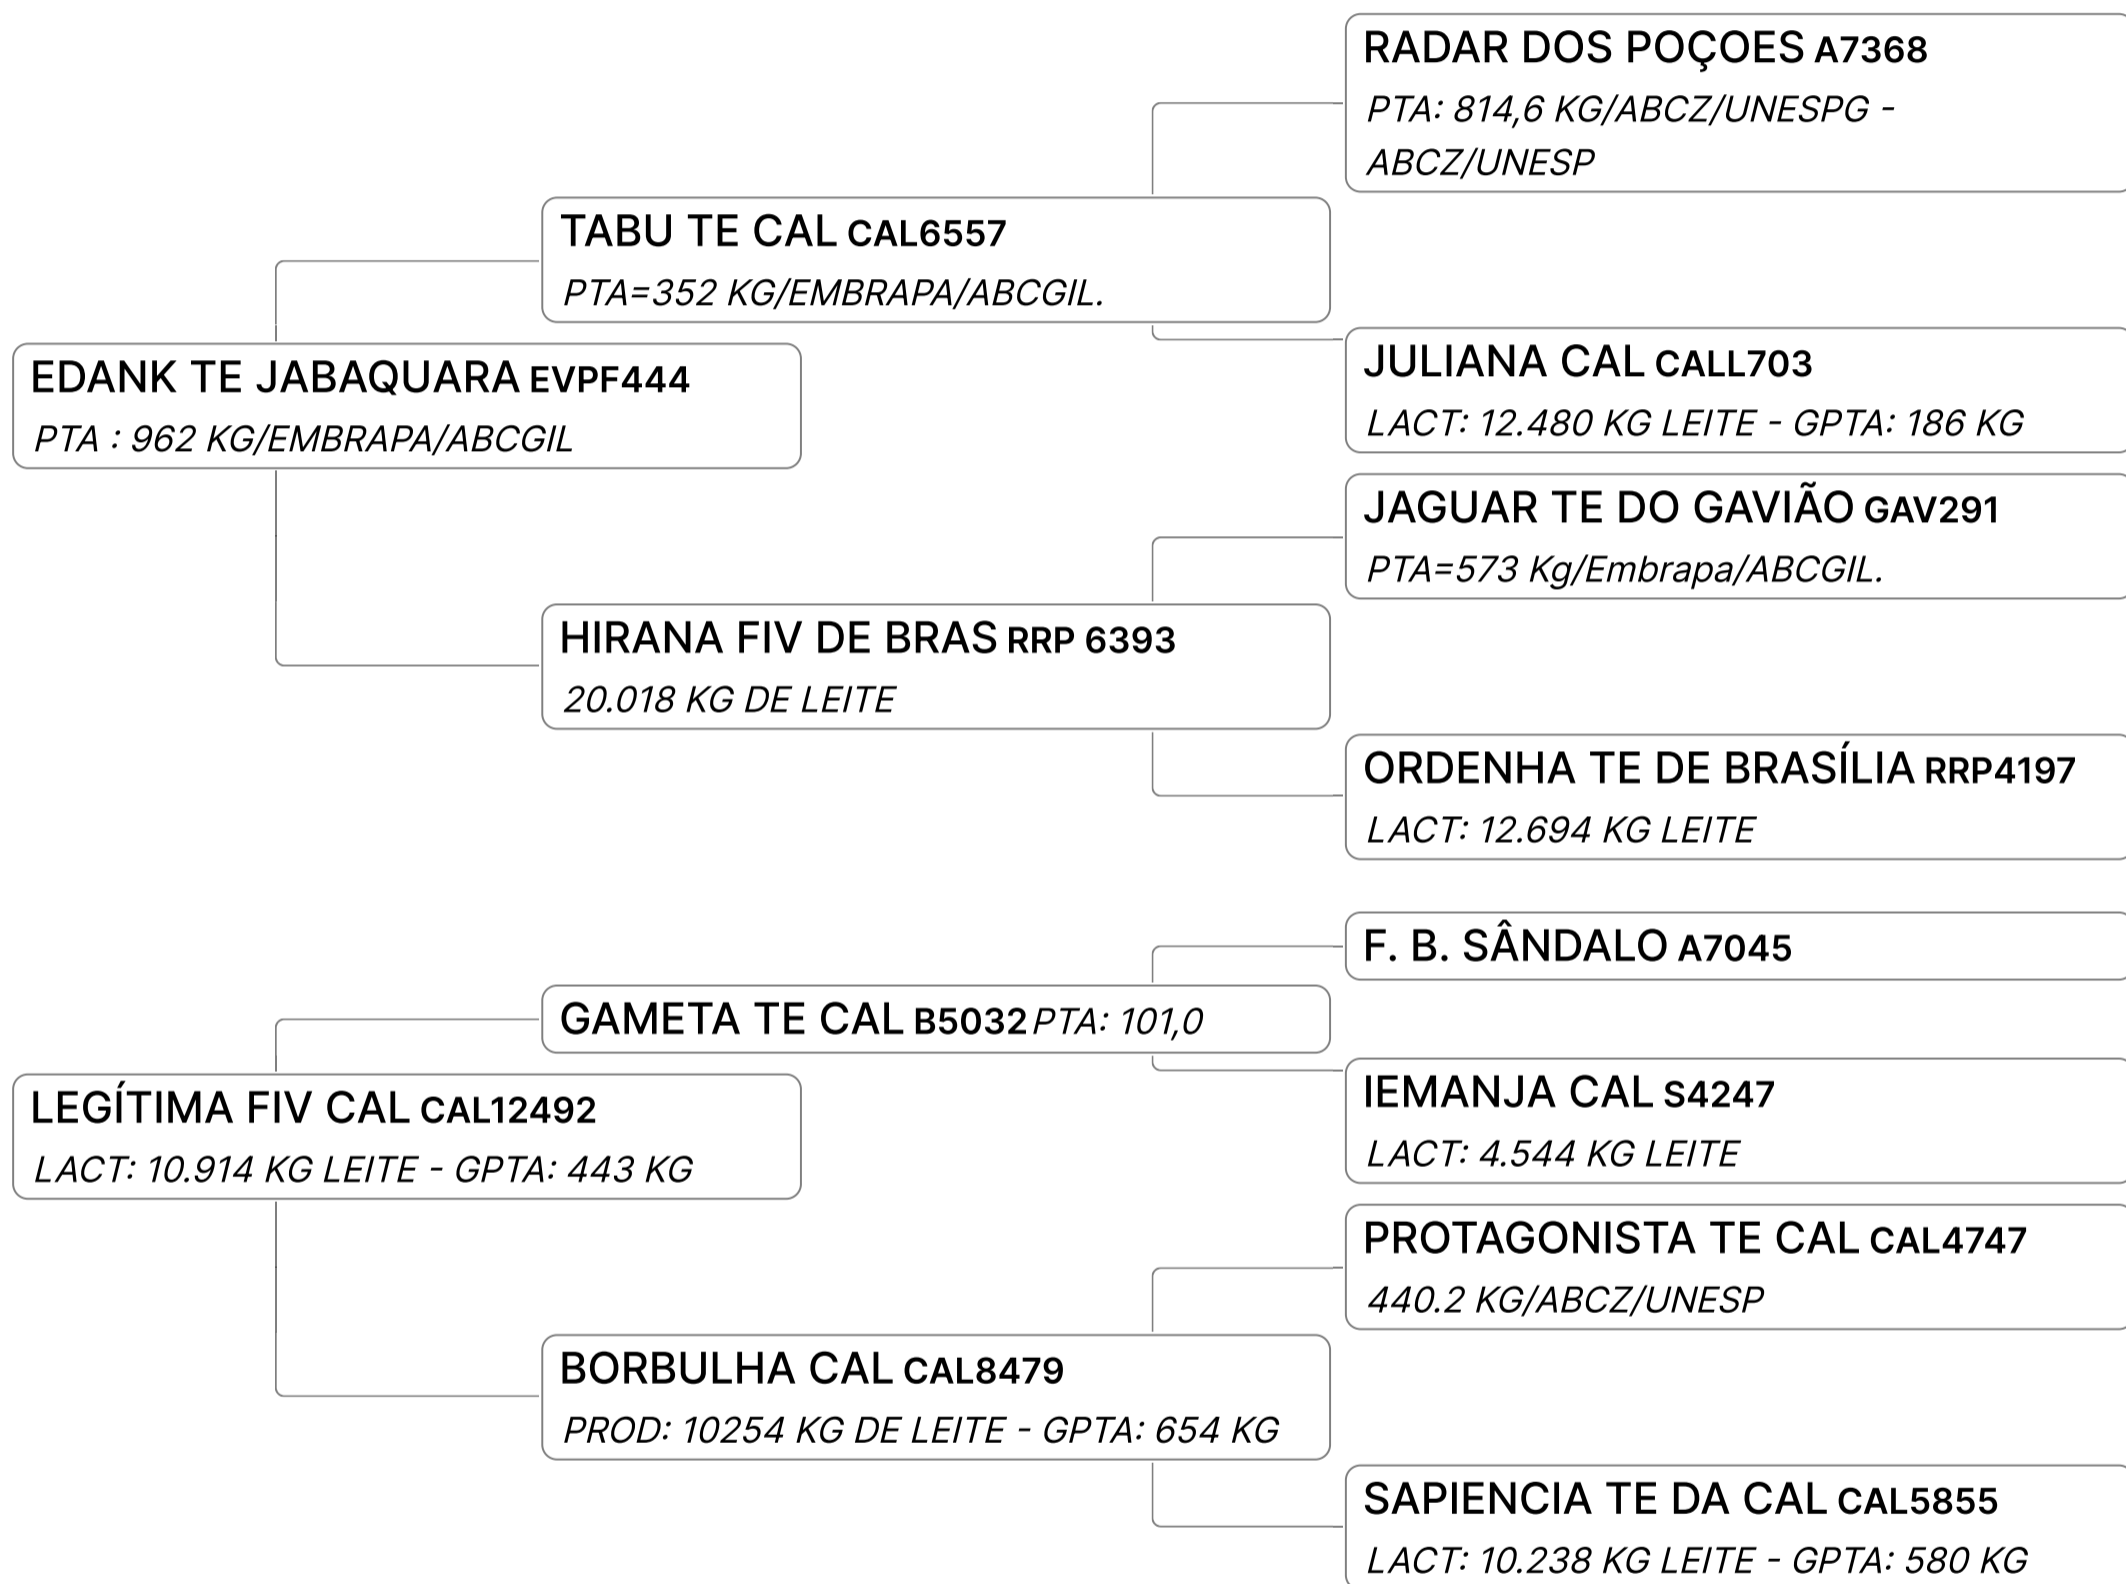 RADAR DOS POÇOES A7368
PTA: 814,6 KG/ABCZ/UNESPG -
ABCZ/UNESP
TABU TE CAL CAL6557
PTA=352 KG/EMBRAPA/ABCGIL.
JULIANA CAL CALL703
LACT: 12.480 KG LEITE - GPTA: 186 KG
EDANK TE JABAQUARA EVPF444
PTA : 962 KG/EMBRAPA/ABCGIL
JAGUAR TE DO GAVIÃO GAV291
PTA=573 Kg/Embrapa/ABCGIL.
HIRANA FIV DE BRAS RRP 6393
20.018 KG DE LEITE
ORDENHA TE DE BRASÍLIA RRP4197
LACT: 12.694 KG LEITE
F. B. SÂNDALO A7045
GAMETA TE CAL B5032 PTA: 101,0
IEMANJA CAL S4247
LACT: 4.544 KG LEITE
LEGÍTIMA FIV CAL CAL12492
LACT: 10.914 KG LEITE - GPTA: 443 KG
PROTAGONISTA TE CAL CAL4747
440.2 KG/ABCZ/UNESP
BORBULHA CAL CAL8479
PROD: 10254 KG DE LEITE - GPTA: 654 KG
SAPIENCIA TE DA CAL CAL5855
LACT: 10.238 KG LEITE - GPTA: 580 KG